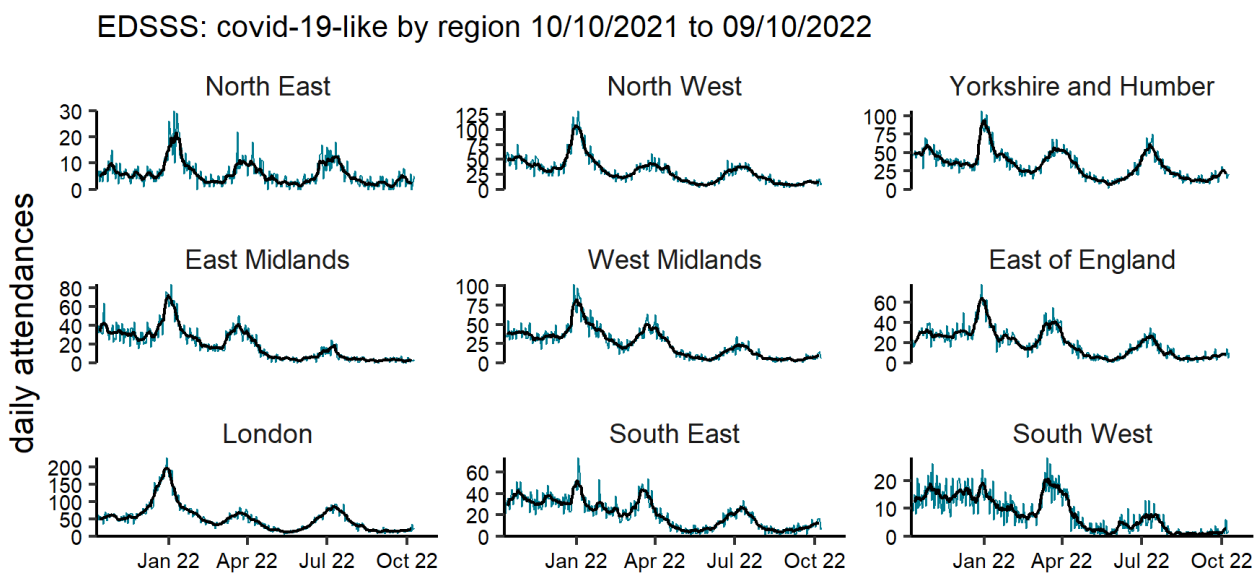 EDSSS: covid-19-like by region 10/10/2021 to 09/10/2022
daily attendances
North East
30
20
10
0
North West
125
100
75
50
25
0
Yorkshire and Humber
100
75
50
25
0
East Midlands
80
60
40
20
0
West Midlands
100
75
50
25
0
East of England
60
40
20
0
London
200
150
100
50
0
South East
60
40
20
0
South West
20
10
0
Jan 22 Apr 22 Jul 22 Oct 22
Jan 22 Apr 22 Jul 22 Oct 22
Jan 22 Apr 22 Jul 22 Oct 22